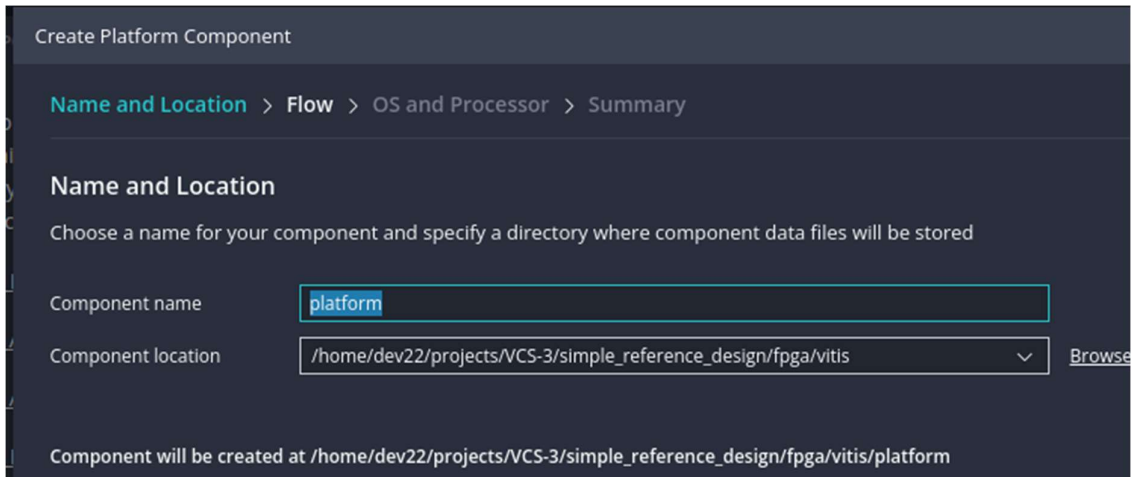 Create Platform Component
Name and Location > Flow > OS and Processor > Summary
Name and Location
Choose a name for your component and specify a directory where component data files will be stored
Component name platform
Component location /home/dev22/projects/VCS-3/simple_reference_design/fpga/vitis Browse
Component will be created at /home/dev22/projects/VCS-3/simple_reference_design/fpga/vitis/platform